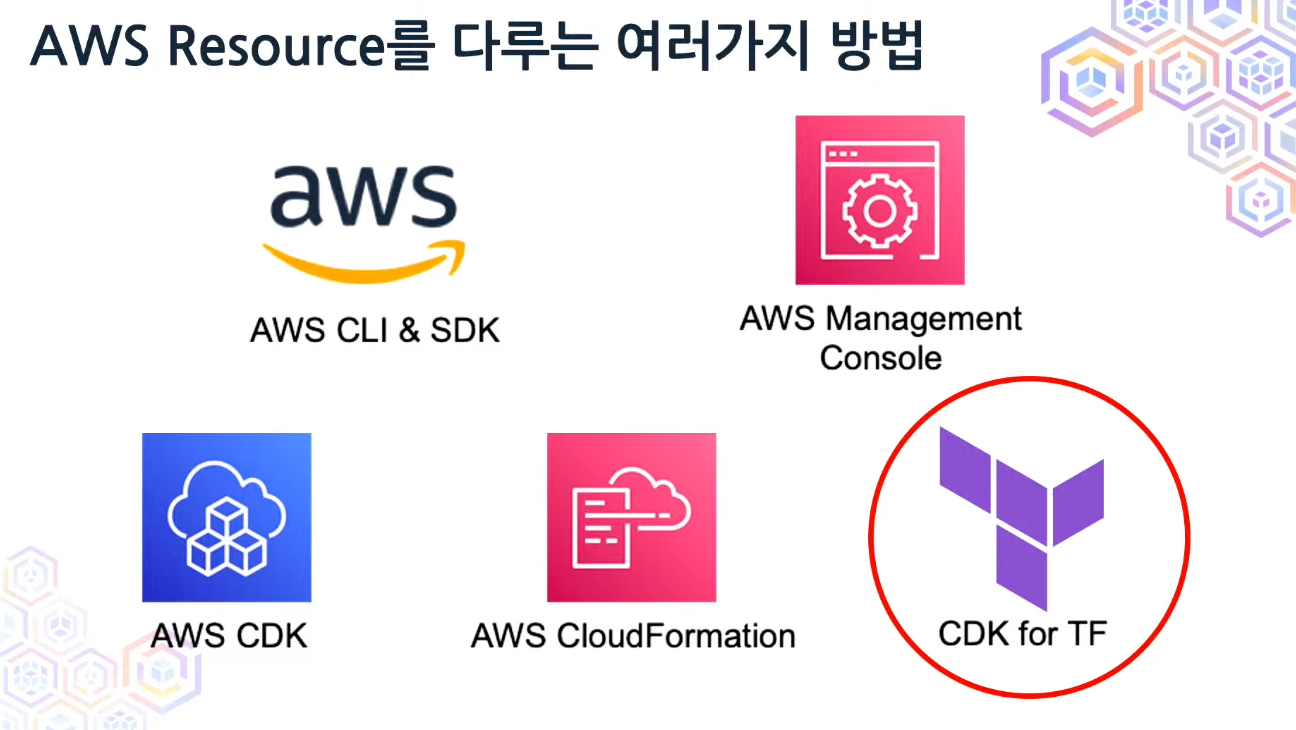 AWS Resource를 다루는 여러가지 방법
aws
AWS CLI & SDK
AWS Management
Console
AWS CDK
AWS CloudFormation
CDK for TF